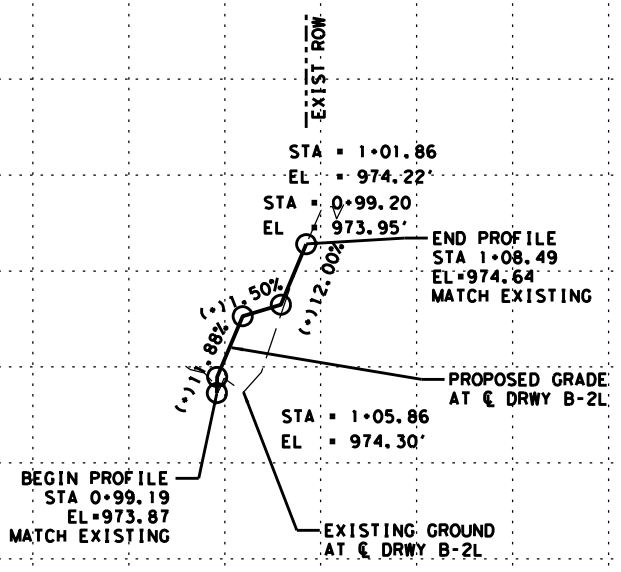 EXIST ROW
STA = 1+01.86
EL = 974.22'
STA = 0+99.20
EL = 973.95'
END PROFILE
STA 1+08.49
EL=974.64
MATCH EXISTING
(+)1.50%
(+)12.00%
(+)11.88%
PROPOSED GRADE
AT ℄ DRWY B-2L
STA = 1+05.86
EL = 974.30'
BEGIN PROFILE
STA 0+99.19
EL=973.87
MATCH EXISTING
EXISTING GROUND
AT ℄ DRWY B-2L